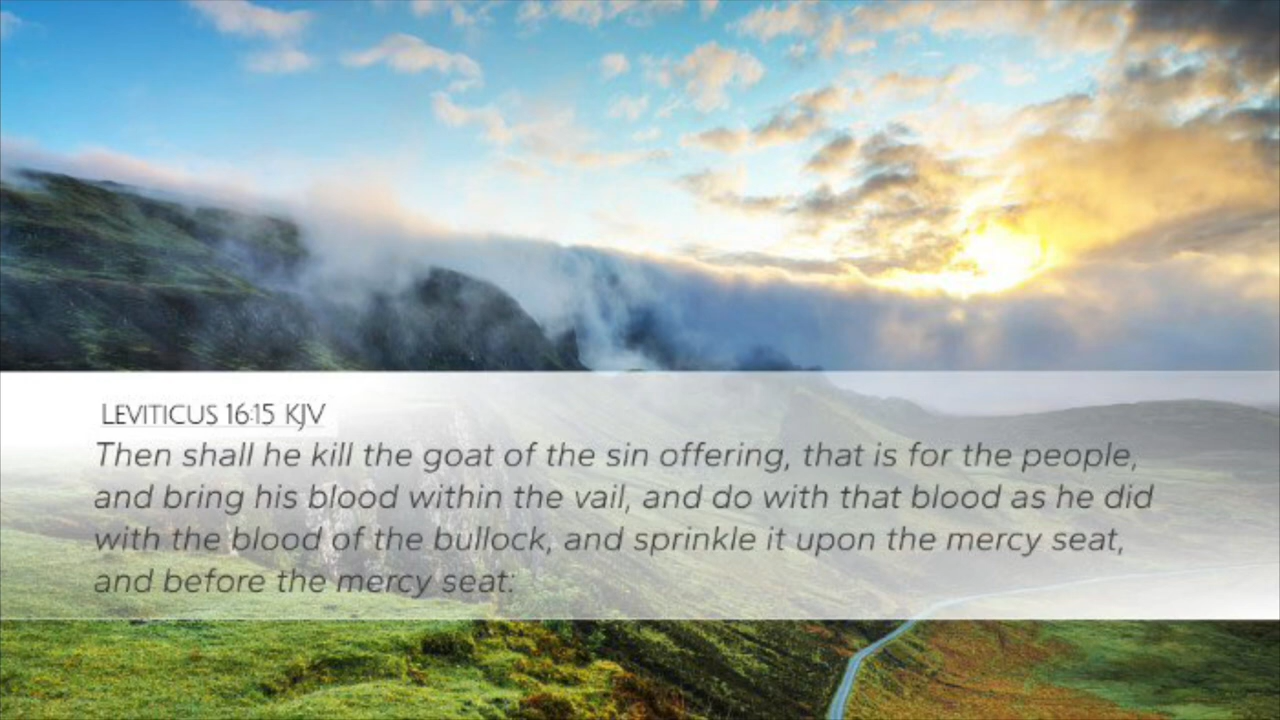 Leviticus 16:15 KJV
Then shall he kill the goat of the sin offering, that is for the people,
and bring his blood within the vail, and do with that blood as he did
with the blood of the bullock, and sprinkle it upon the mercy seat,
and before the mercy seat: